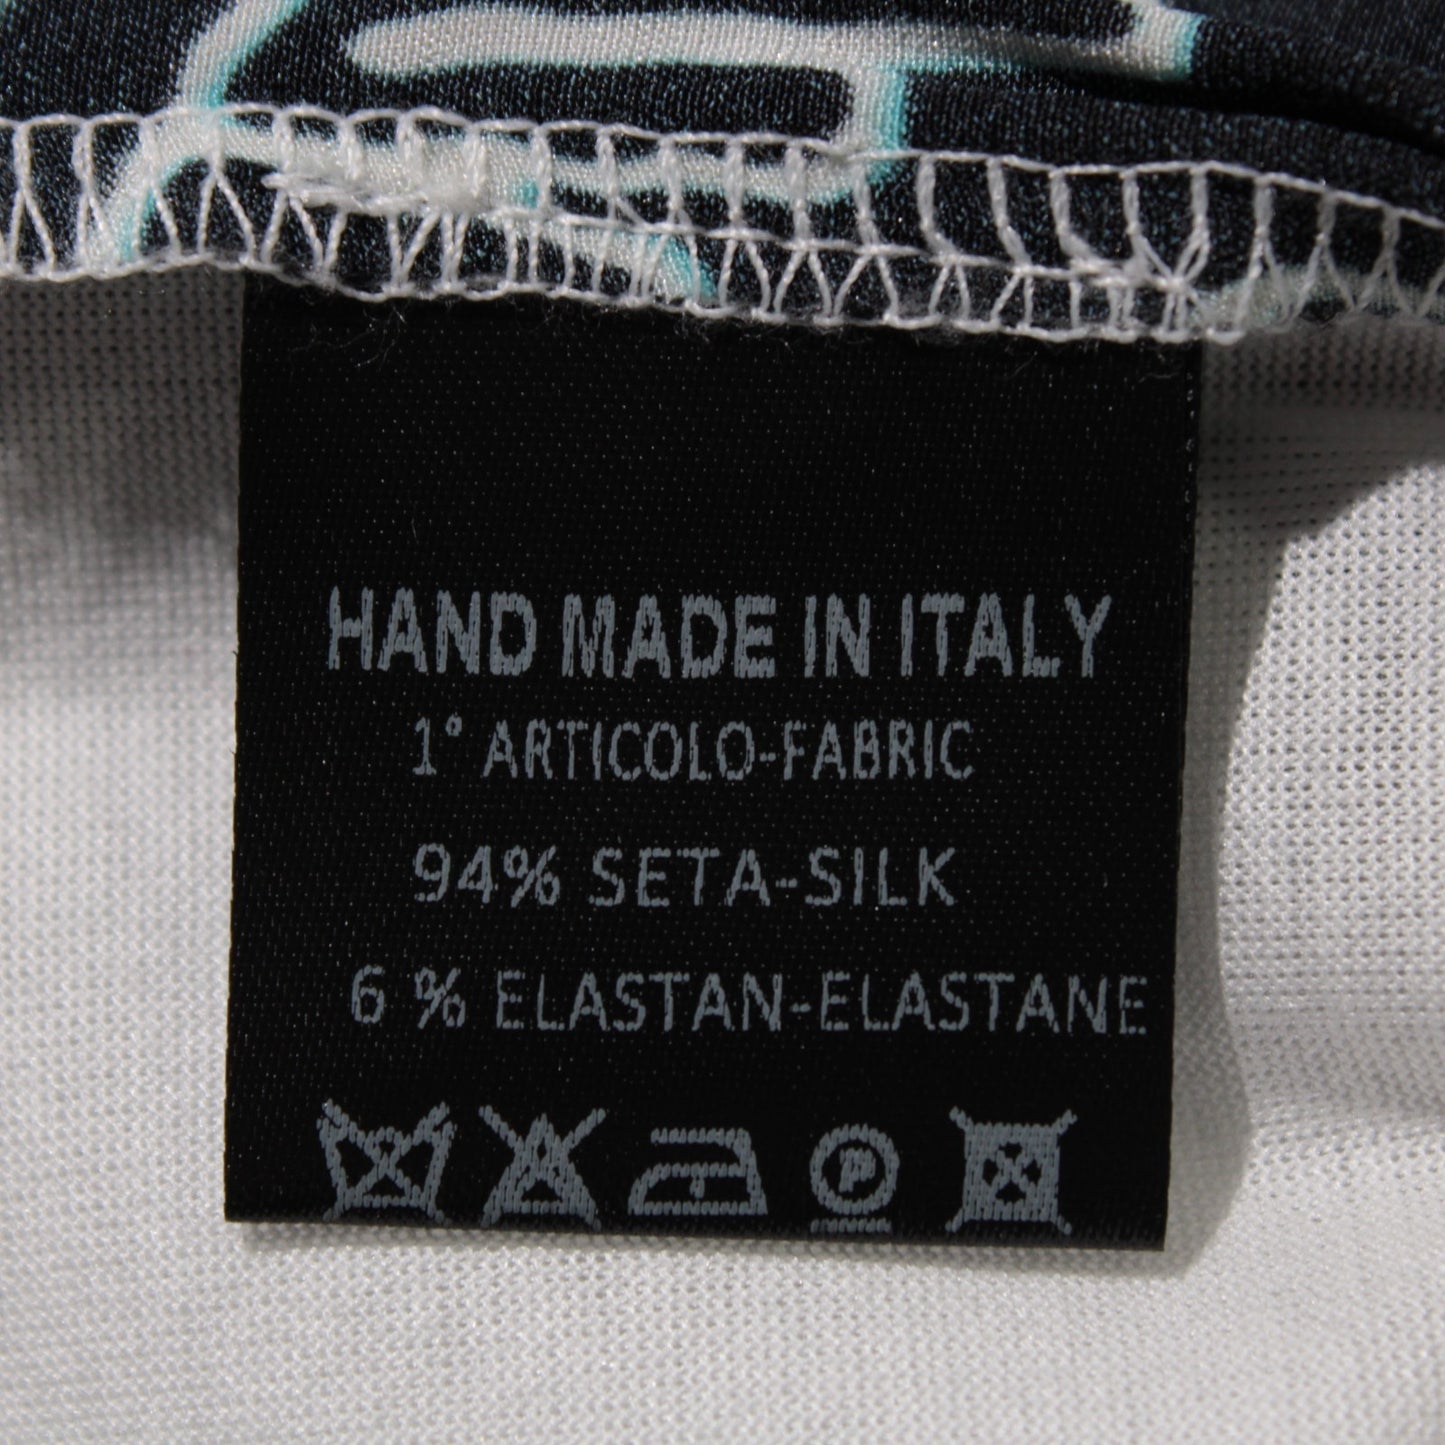 HAND MADE IN ITALY
1° ARTICOLO-FABRIC
94% SETA-SILK
6 % ELASTAN-ELASTANE
P